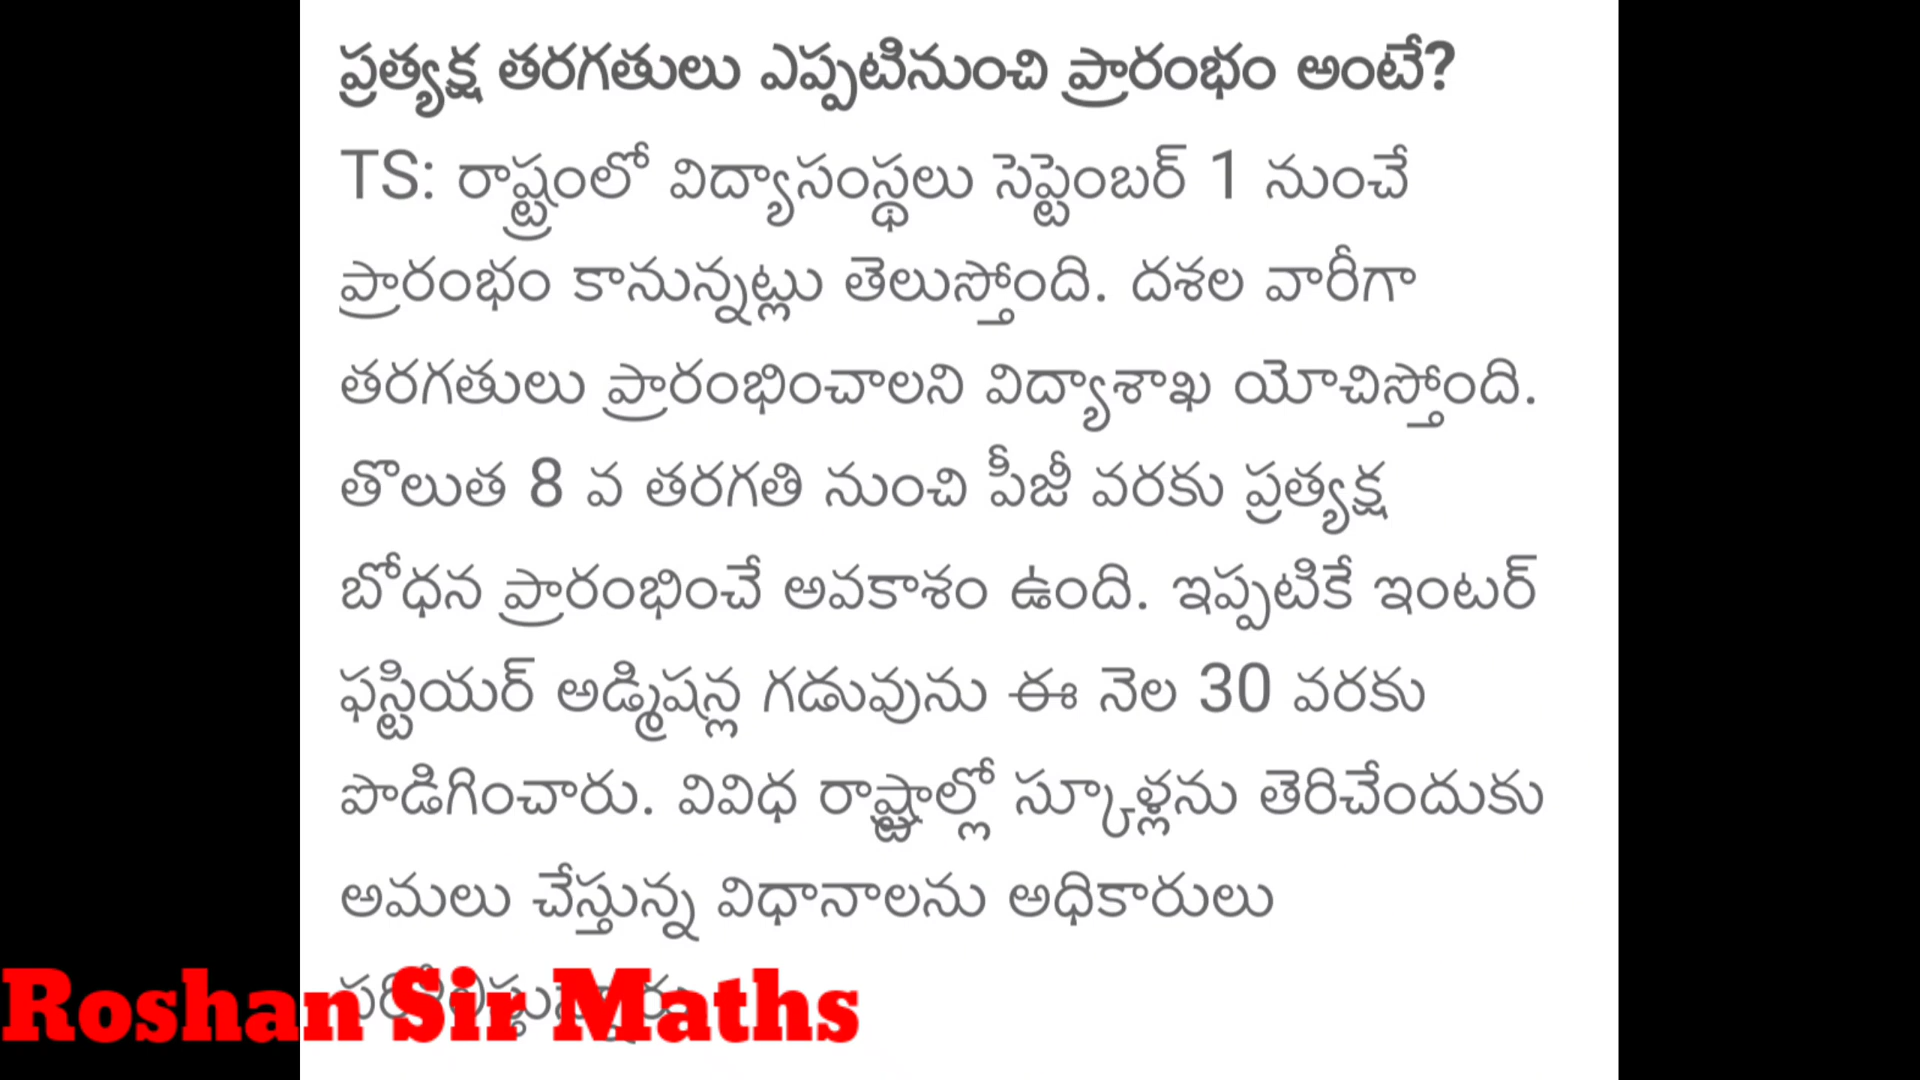 ప్రత్యక్ష తరగతులు ఎప్పటినుంచి ప్రారంభం అంటే?
TS: రాష్ట్రంలో విద్యాసంస్థలు సెప్టెంబర్ 1 నుంచే
ప్రారంభం కానున్నట్లు తెలుస్తోంది. దశల వారీగా
తరగతులు ప్రారంభించాలని విద్యాశాఖ యోచిస్తోంది.
తొలుత 8 వ తరగతి నుంచి పీజీ వరకు ప్రత్యక్ష
బోధన ప్రారంభించే అవకాశం ఉంది. ఇప్పటికే ఇంటర్
ఫస్టియర్ అడ్మిషన్ల గడువును ఈ నెల 30 వరకు
పొడిగించారు. వివిధ రాష్ట్రాల్లో స్కూళ్లను తెరిచేందుకు
అమలు చేస్తున్న విధానాలను అధికారులు
Roshan Sir Maths